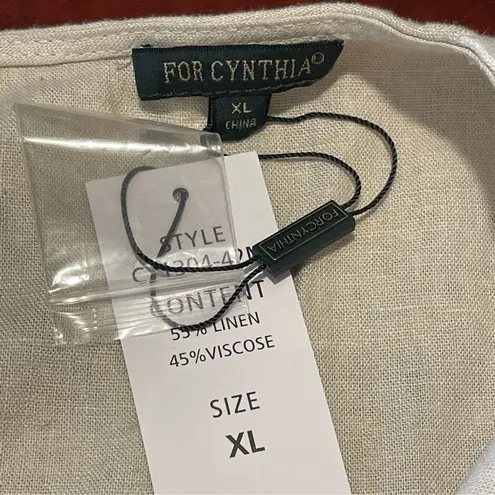 FOR CYNTHIA®
XL
CHINA
FORCYNTHIA
STYLE
CONTENT
55% LINEN
45%VISCOSE
SIZE
XL